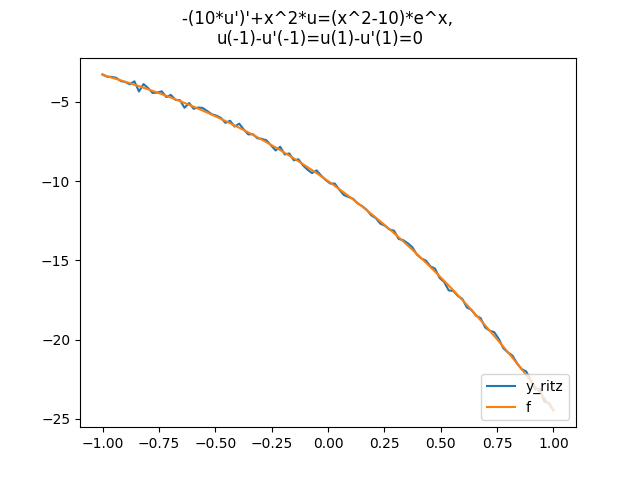 -(10*u')'+x^2*u=(x^2-10)*e^x,
u(-1)-u'(-1)=u(1)-u'(1)=0
−5
−10
−15
−20
−25
y_ritz
f
−1.00 −0.75 −0.50 −0.25 0.00 0.25 0.50 0.75 1.00